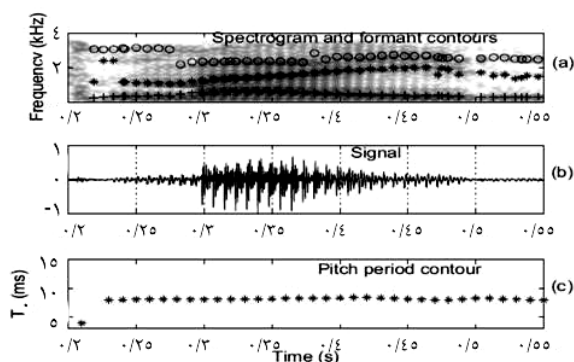 Spectrogram and formant contours
Frequency (kHz)
٤
٢
(a)
٠/٢ ٠/٢٥ ٠/٣ ٠/٣٥ ٠/٤ ٠/٤٥ ٠/٥ ٠/٥٥
Signal
١
٠
-١
(b)
٠/٢ ٠/٢٥ ٠/٣ ٠/٣٥ ٠/٤ ٠/٤٥ ٠/٥ ٠/٥٥
Pitch period contour
T. (ms)
١٥
١٠
٥
(c)
٠/٢ ٠/٢٥ ٠/٣ ٠/٣٥ ٠/٤ ٠/٤٥ ٠/٥ ٠/٥٥
Time (s)